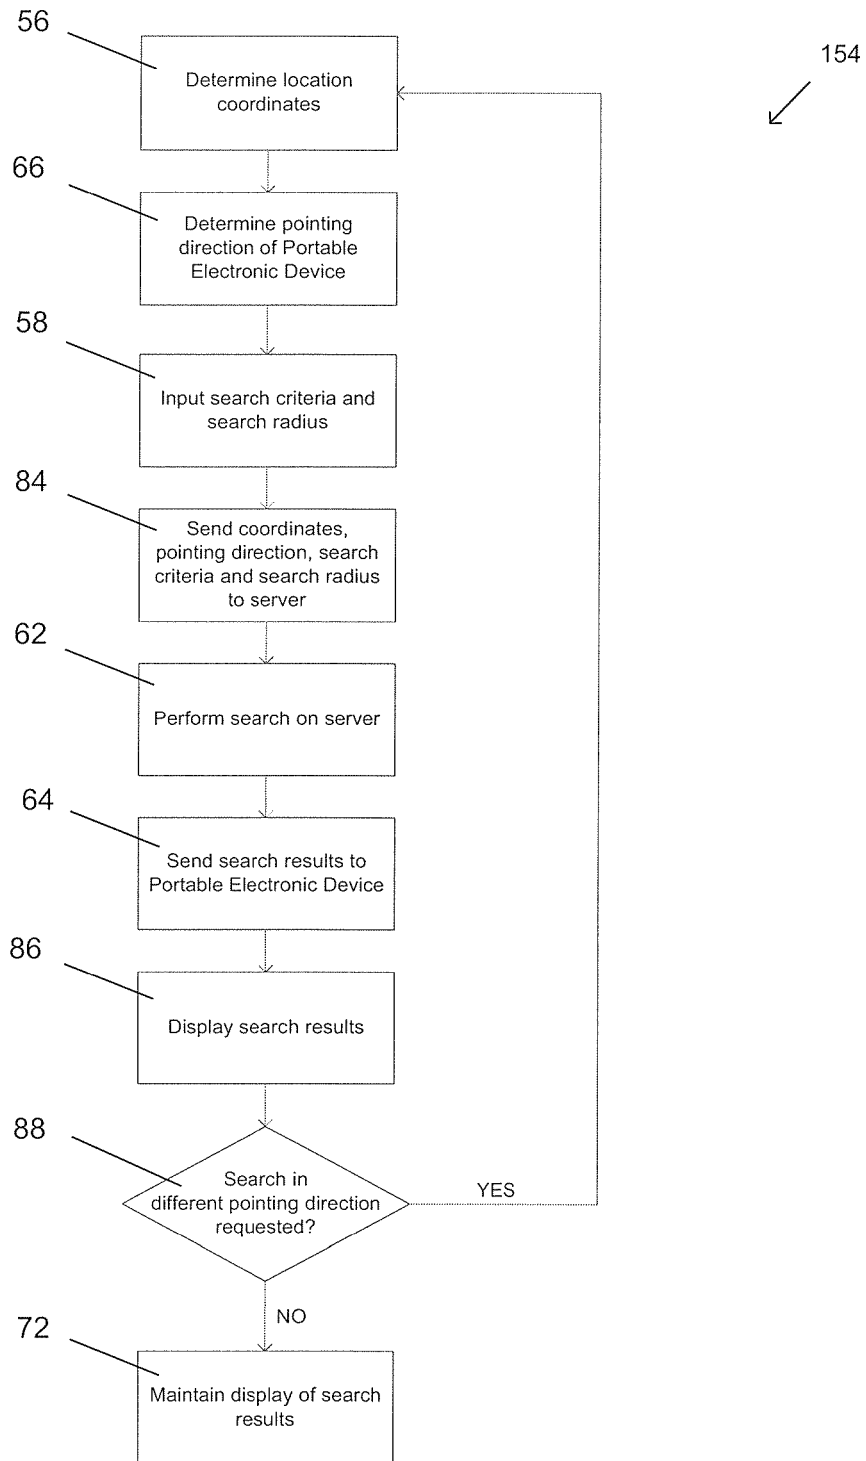 56
154
Determine location
coordinates
66
Determine pointing
direction of Portable
Electronic Device
58
Input search criteria and
search radius
84
Send coordinates,
pointing direction, search
criteria and search radius
to server
62
Perform search on server
64
Send search results to
Portable Electronic Device
86
Display search results
88
Search in
different pointing direction
requested?
YES
NO
72
Maintain display of search
results